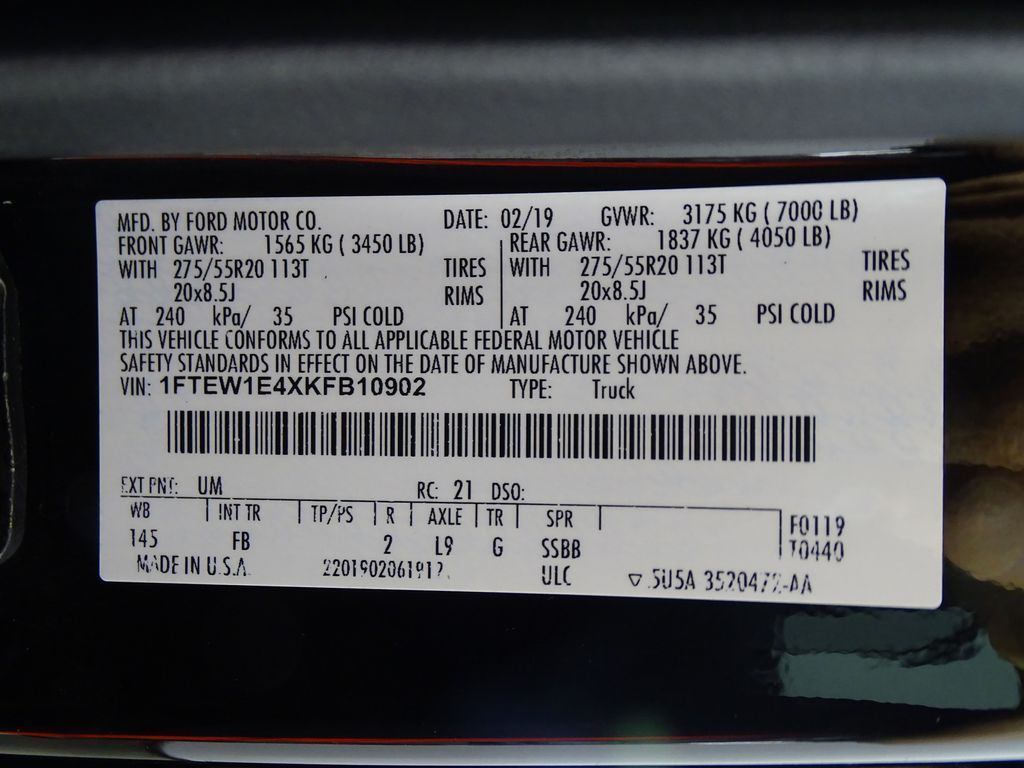 MFD. BY FORD MOTOR CO. DATE: 02/19 GVWR: 3175 KG ( 7000 LB)
FRONT GAWR: 1565 KG ( 3450 LB) REAR GAWR: 1837 KG ( 4050 LB)
WITH 275/55R20 113T TIRES WITH 275/55R20 113T TIRES
20x8.5J RIMS 20x8.5J RIMS
AT 240 kPa/ 35 PSI COLD AT 240 kPa/ 35 PSI COLD
THIS VEHICLE CONFORMS TO ALL APPLICABLE FEDERAL MOTOR VEHICLE
SAFETY STANDARDS IN EFFECT ON THE DATE OF MANUFACTURE SHOWN ABOVE.
VIN: 1FTEW1E4XKFB10902 TYPE: Truck
EXT PNT: UM RC: 21 DSO:
WB INT TR TP/PS R AXLE TR SPR F0119
145 FB 2 L9 G SSBB T0440
MADE IN U.S.A. ULC ▽ 5U5A